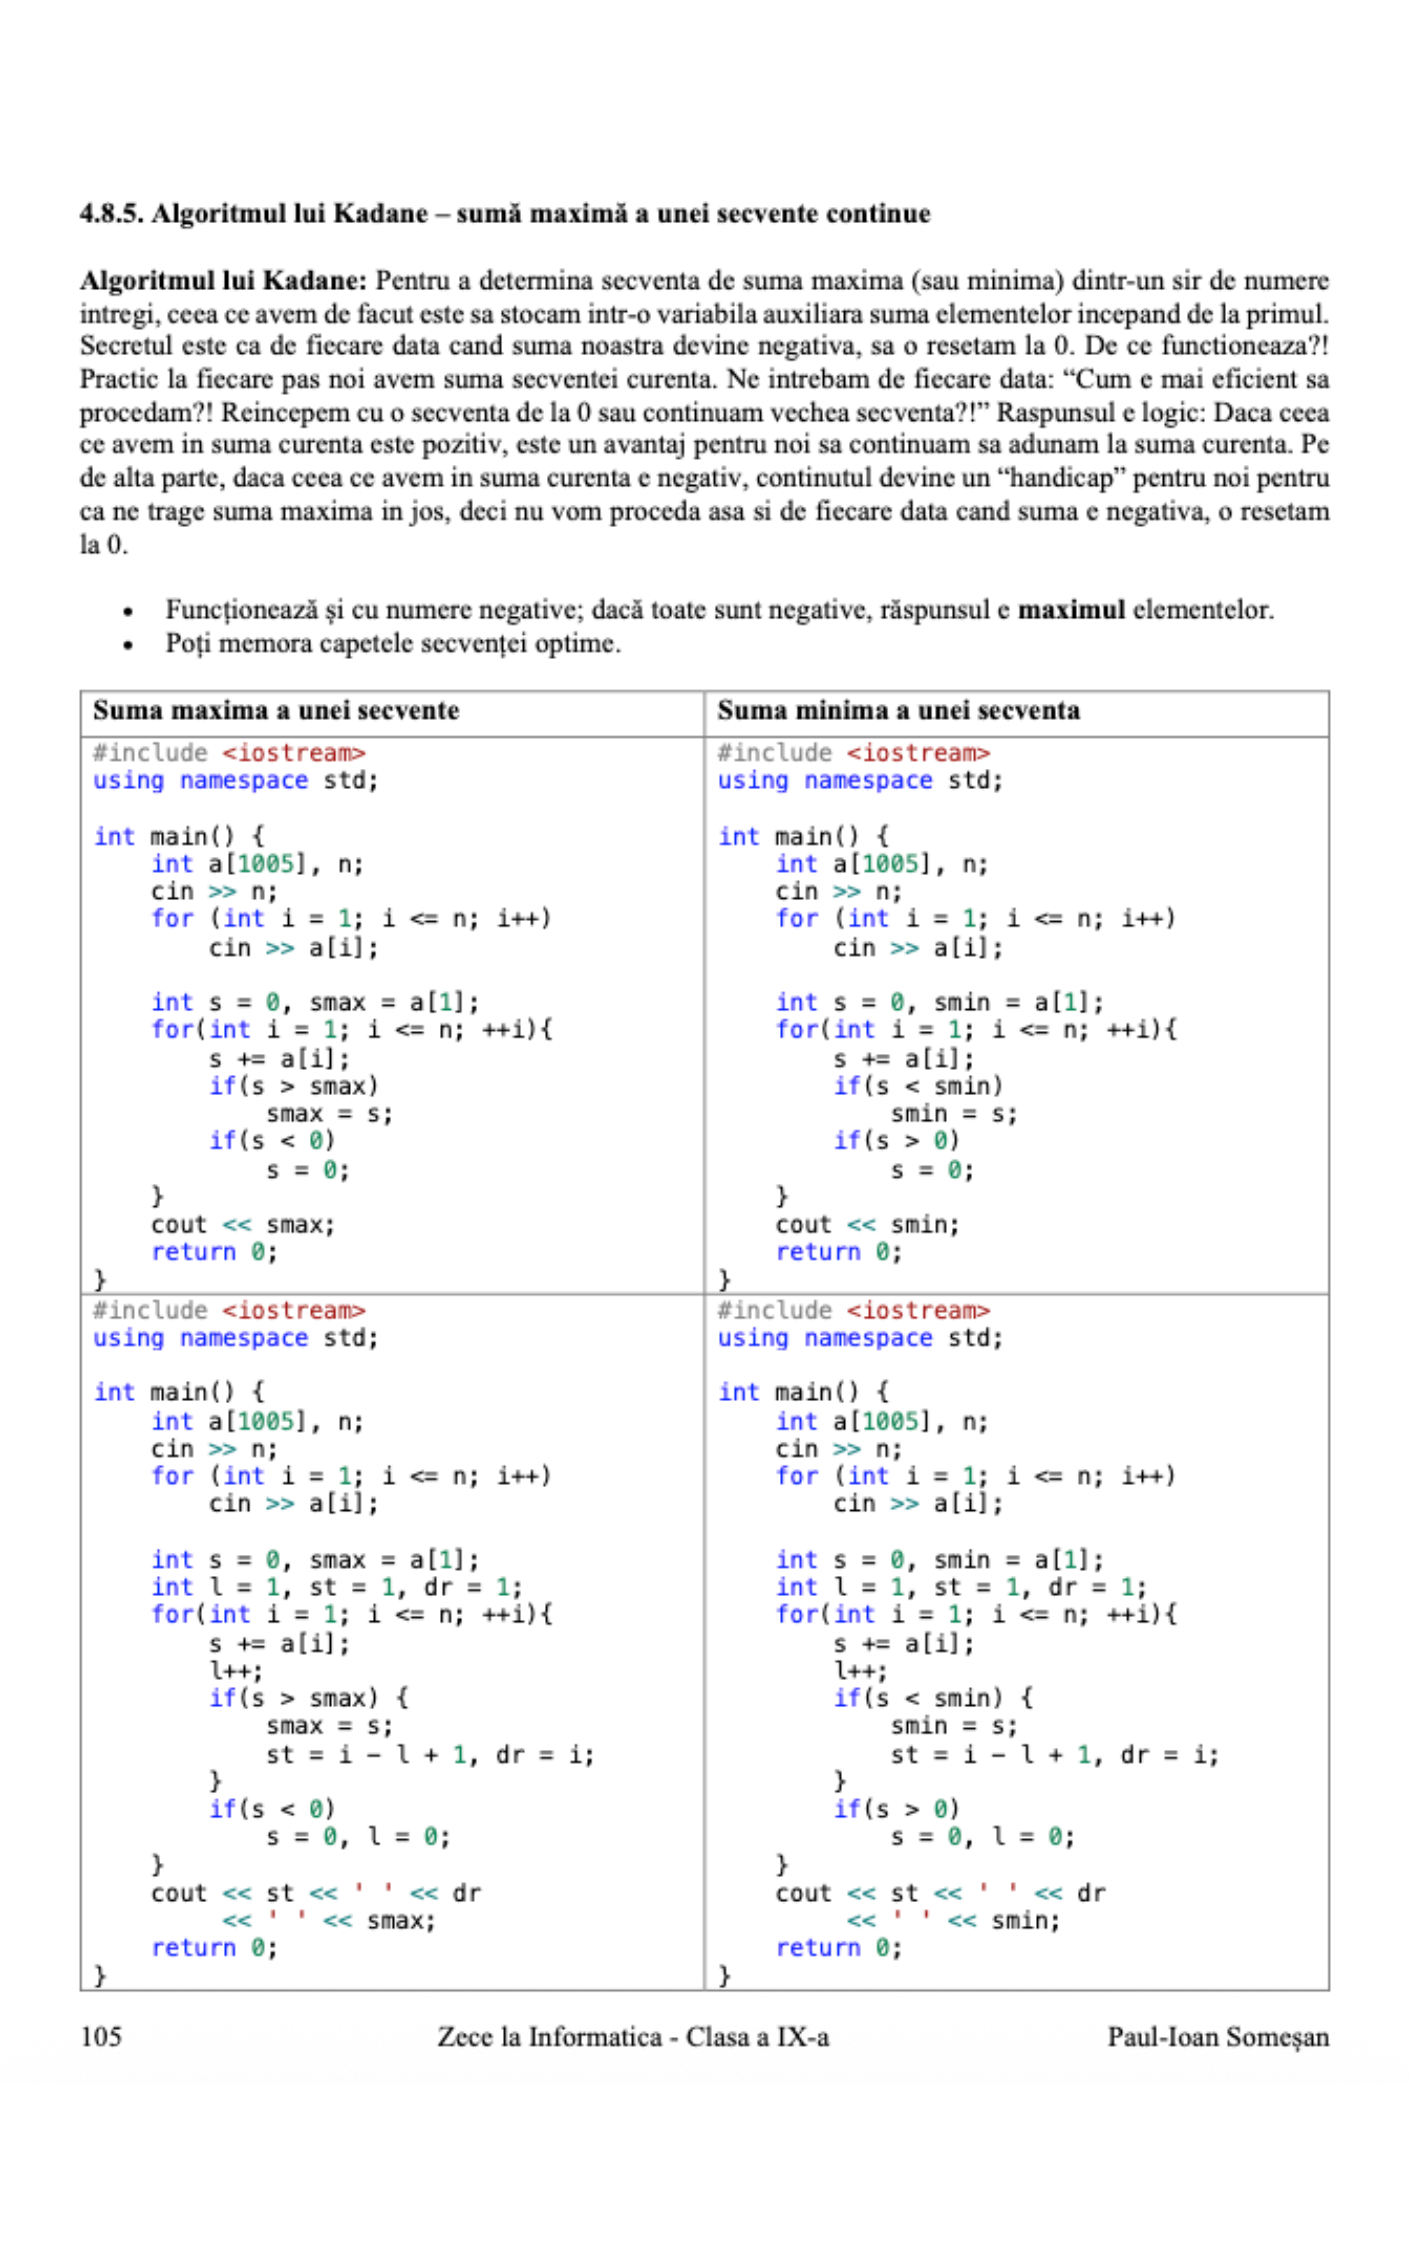 4.8.5. Algoritmul lui Kadane – sumă maximă a unei secvente continue
Algoritmul lui Kadane: Pentru a determina secventa de suma maxima (sau minima) dintr-un sir de numere
intregi, ceea ce avem de facut este sa stocam intr-o variabila auxiliara suma elementelor incepand de la primul.
Secretul este ca de fiecare data cand suma noastra devine negativa, sa o resetam la 0. De ce functioneaza?!
Practic la fiecare pas noi avem suma secventei curenta. Ne intrebam de fiecare data: “Cum e mai eficient sa
procedam?! Reincepem cu o secventa de la 0 sau continuam vechea secventa?!” Raspunsul e logic: Daca ceea
ce avem in suma curenta este pozitiv, este un avantaj pentru noi sa continuam sa adunam la suma curenta. Pe
de alta parte, daca ceea ce avem in suma curenta e negativ, continutul devine un “handicap” pentru noi pentru
ca ne trage suma maxima in jos, deci nu vom proceda asa si de fiecare data cand suma e negativa, o resetam
la 0.
• Funcționează și cu numere negative; dacă toate sunt negative, răspunsul e maximul elementelor.
• Poți memora capetele secvenței optime.
Suma maxima a unei secvente
Suma minima a unei secventa
#include <iostream>
using namespace std;
int main() {
    int a[1005], n;
    cin >> n;
    for (int i = 1; i <= n; i++)
        cin >> a[i];
    int s = 0, smax = a[1];
    for(int i = 1; i <= n; ++i){
        s += a[i];
        if(s > smax)
            smax = s;
        if(s < 0)
            s = 0;
    }
    cout << smax;
    return 0;
}
#include <iostream>
using namespace std;
int main() {
    int a[1005], n;
    cin >> n;
    for (int i = 1; i <= n; i++)
        cin >> a[i];
    int s = 0, smin = a[1];
    for(int i = 1; i <= n; ++i){
        s += a[i];
        if(s < smin)
            smin = s;
        if(s > 0)
            s = 0;
    }
    cout << smin;
    return 0;
}
#include <iostream>
using namespace std;
int main() {
    int a[1005], n;
    cin >> n;
    for (int i = 1; i <= n; i++)
        cin >> a[i];
    int s = 0, smax = a[1];
    int l = 1, st = 1, dr = 1;
    for(int i = 1; i <= n; ++i){
        s += a[i];
        l++;
        if(s > smax) {
            smax = s;
            st = i - l + 1, dr = i;
        }
        if(s < 0)
            s = 0, l = 0;
    }
    cout << st << ' ' << dr
         << ' ' << smax;
    return 0;
}
#include <iostream>
using namespace std;
int main() {
    int a[1005], n;
    cin >> n;
    for (int i = 1; i <= n; i++)
        cin >> a[i];
    int s = 0, smin = a[1];
    int l = 1, st = 1, dr = 1;
    for(int i = 1; i <= n; ++i){
        s += a[i];
        l++;
        if(s < smin) {
            smin = s;
            st = i - l + 1, dr = i;
        }
        if(s > 0)
            s = 0, l = 0;
    }
    cout << st << ' ' << dr
         << ' ' << smin;
    return 0;
}
105 Zece la Informatica - Clasa a IX-a Paul-Ioan Someșan